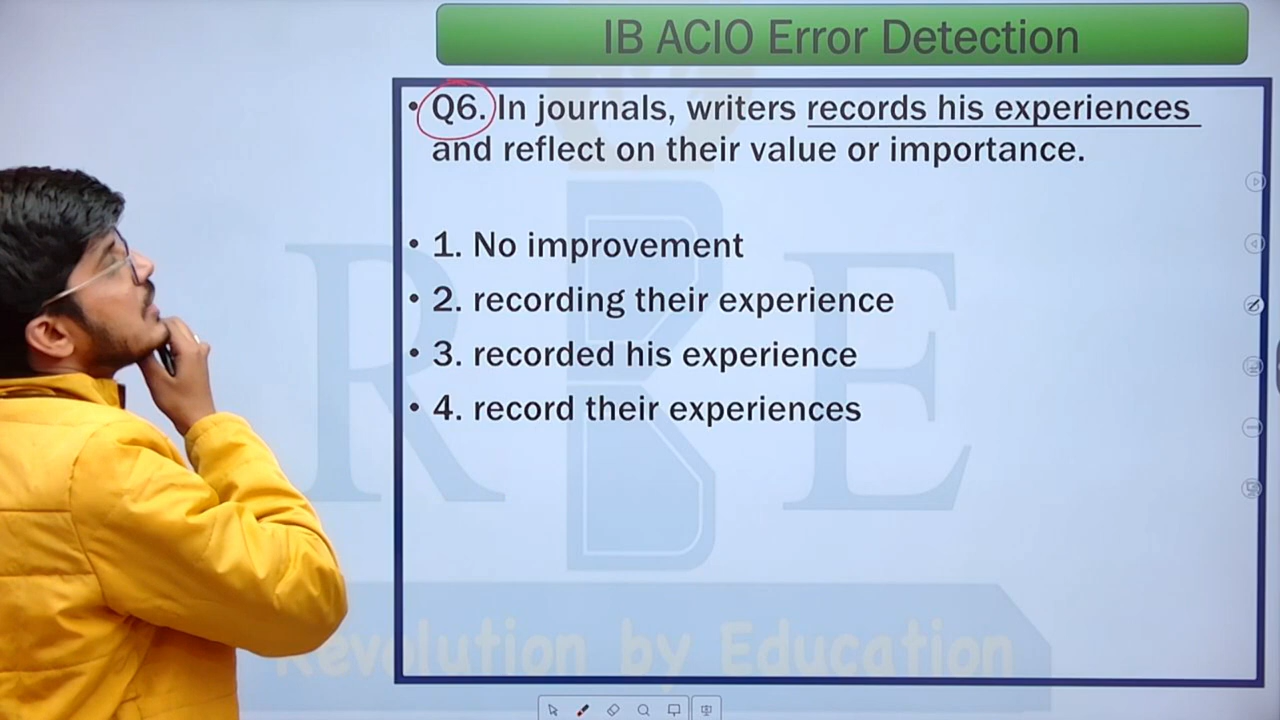 IB ACIO Error Detection
• Q6. In journals, writers records his experiences
and reflect on their value or importance.
• 1. No improvement
• 2. recording their experience
• 3. recorded his experience
• 4. record their experiences
RBE
Revolution by Education